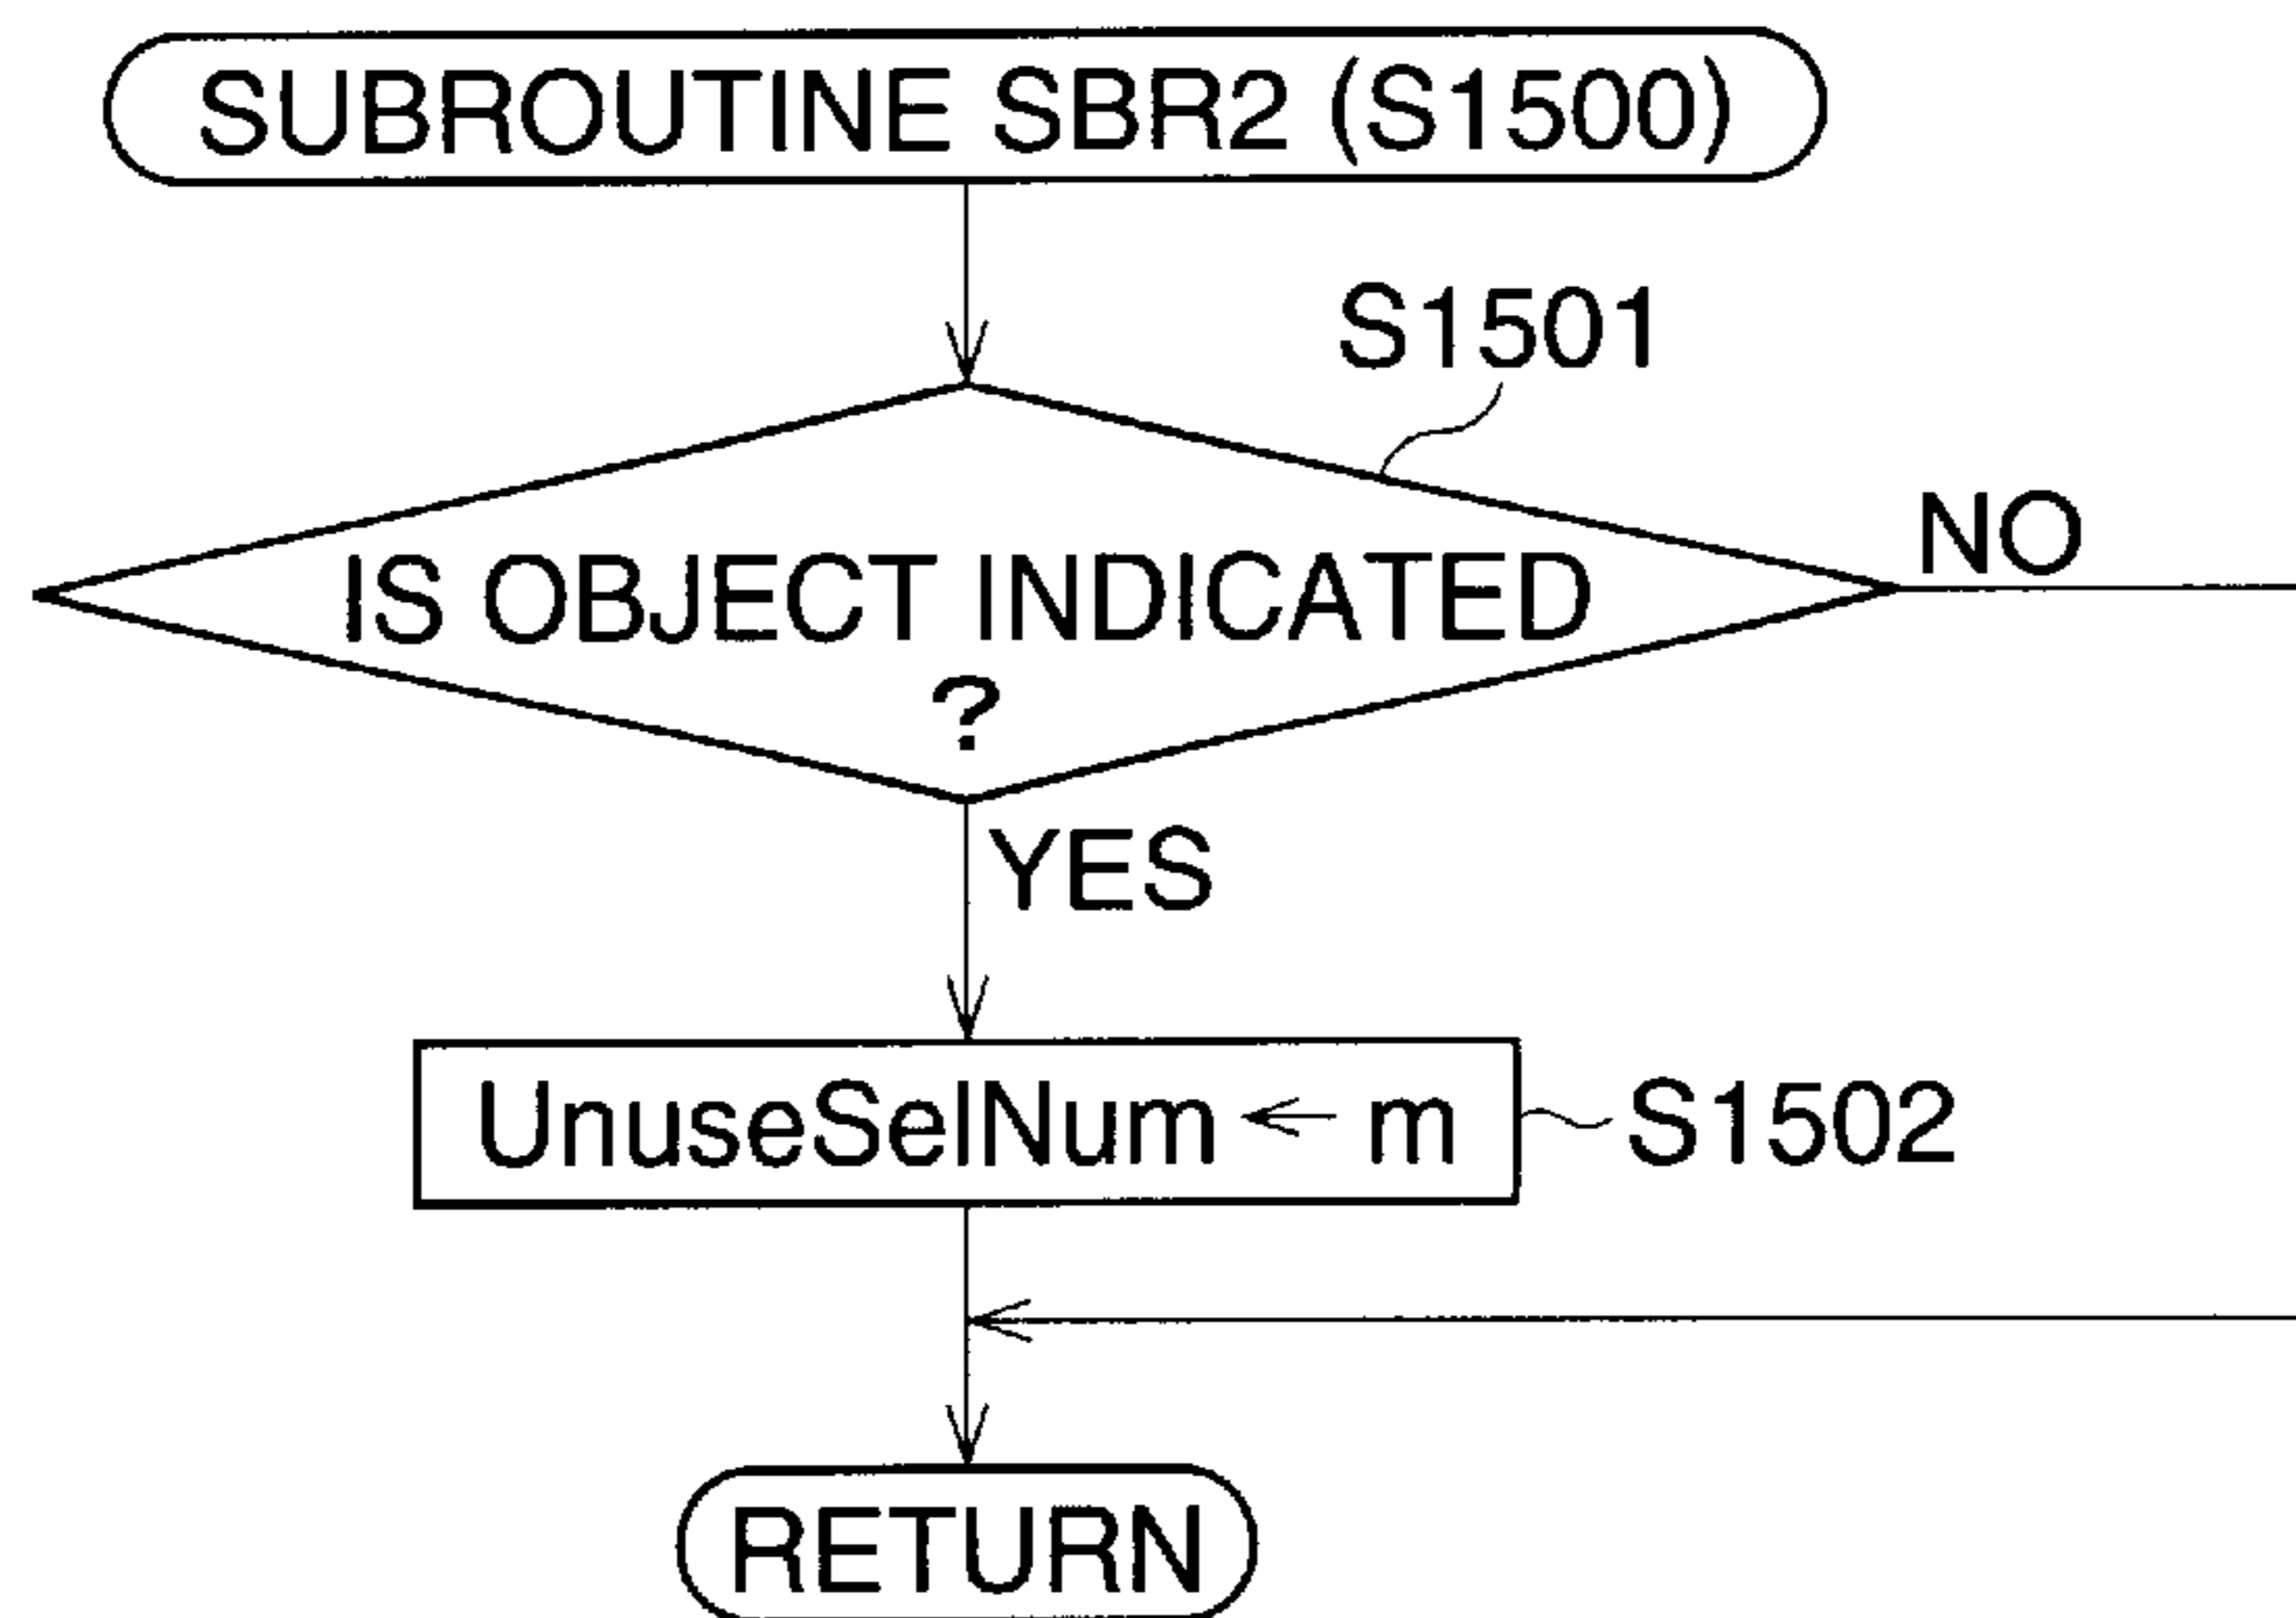 SUBROUTINE SBR2 (S1500)
S1501
IS OBJECT INDICATED
?
NO
YES
UnuseSelNum ← m
S1502
RETURN